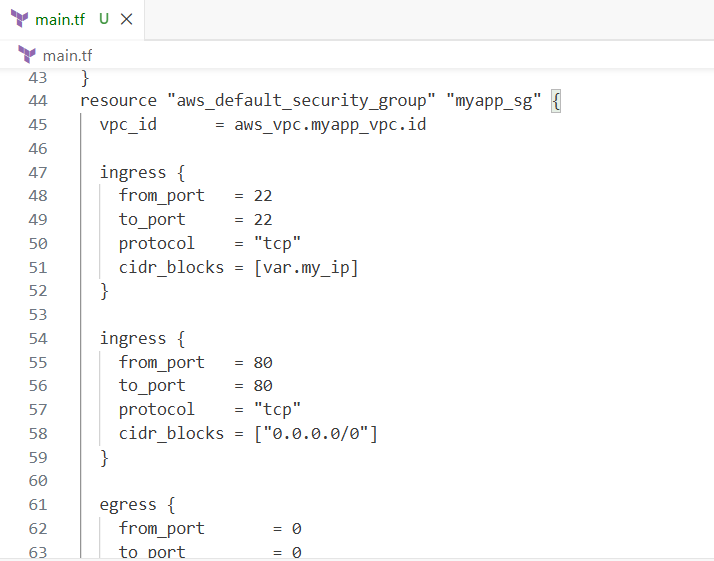 main.tf U ×
main.tf
43 }
44 resource "aws_default_security_group" "myapp_sg" {
45   vpc_id      = aws_vpc.myapp_vpc.id
46
47   ingress {
48     from_port   = 22
49     to_port     = 22
50     protocol    = "tcp"
51     cidr_blocks = [var.my_ip]
52   }
53
54   ingress {
55     from_port   = 80
56     to_port     = 80
57     protocol    = "tcp"
58     cidr_blocks = ["0.0.0.0/0"]
59   }
60
61   egress {
62     from_port       = 0
63     to_port         = 0